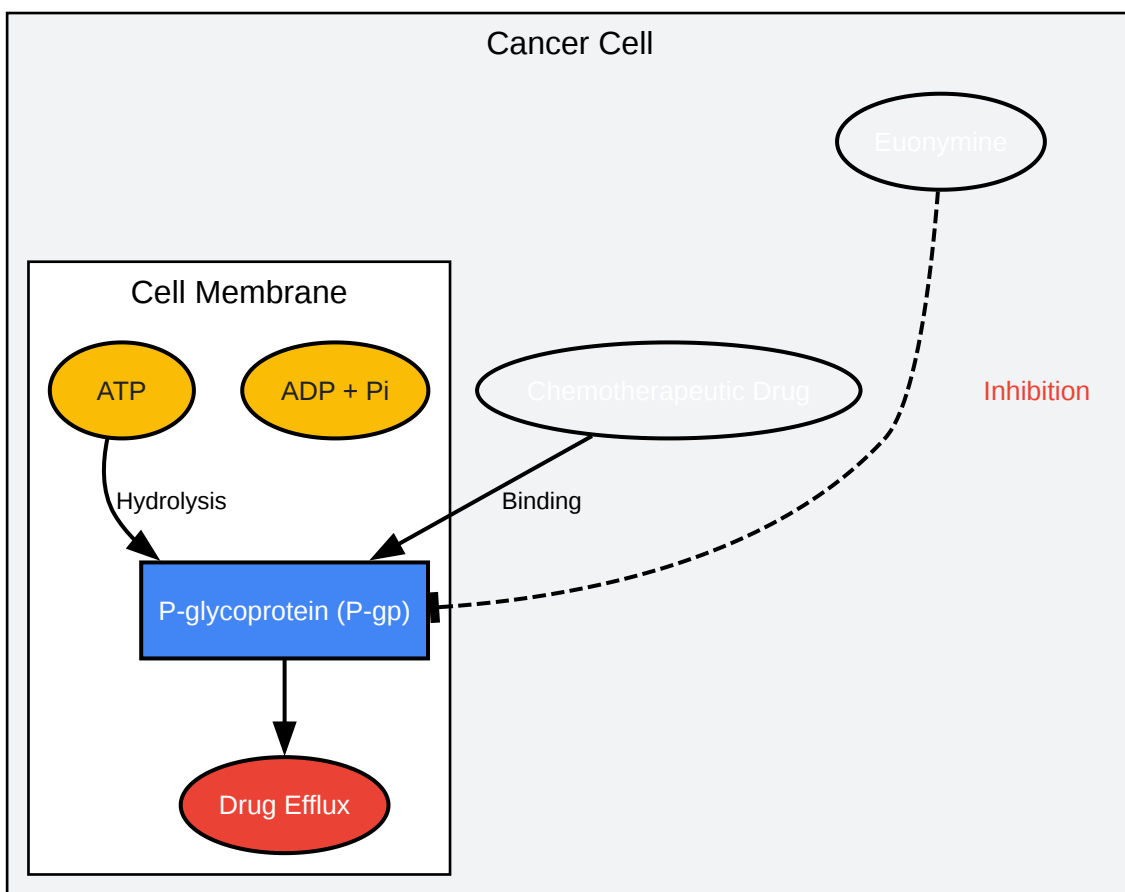 Cancer Cell
Euonymine
Cell Membrane
ATP
ADP + Pi
Chemotherapeutic Drug
Inhibition
Hydrolysis
Binding
P-glycoprotein (P-gp)
Drug Efflux